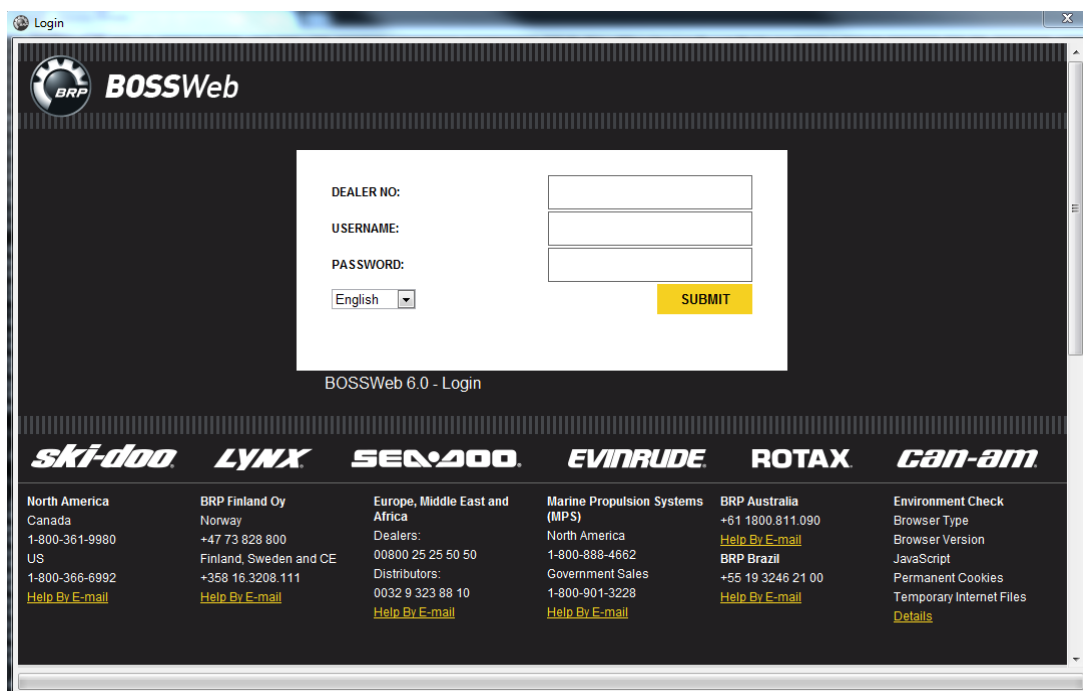 Login
BRP
BOSSWeb
DEALER NO:
USERNAME:
PASSWORD:
English
SUBMIT
BOSSWeb 6.0 - Login
ski-doo. LYNX. SEA-DOO. EVINRUDE. ROTAX. can-am.
North America
Canada
1-800-361-9980
US
1-800-366-6992
Help By E-mail
BRP Finland Oy
Norway
+47 73 828 800
Finland, Sweden and CE
+358 16.3208.111
Help By E-mail
Europe, Middle East and
Africa
Dealers:
00800 25 25 50 50
Distributors:
0032 9 323 88 10
Help By E-mail
Marine Propulsion Systems
(MPS)
North America
1-800-888-4662
Government Sales
1-800-901-3228
Help By E-mail
BRP Australia
+61 1800.811.090
Help By E-mail
BRP Brazil
+55 19 3246 21 00
Help By E-mail
Environment Check
Browser Type
Browser Version
JavaScript
Permanent Cookies
Temporary Internet Files
Details